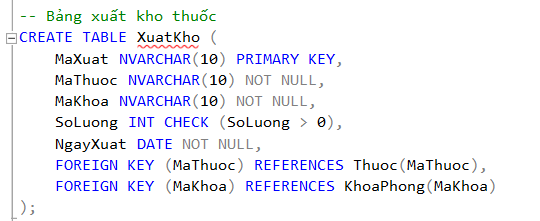 -- Bảng xuất kho thuốc
CREATE TABLE XuatKho (
MaXuat NVARCHAR(10) PRIMARY KEY,
MaThuoc NVARCHAR(10) NOT NULL,
MaKhoa NVARCHAR(10) NOT NULL,
SoLuong INT CHECK (SoLuong > 0),
NgayXuat DATE NOT NULL,
FOREIGN KEY (MaThuoc) REFERENCES Thuoc(MaThuoc),
FOREIGN KEY (MaKhoa) REFERENCES KhoaPhong(MaKhoa)
);